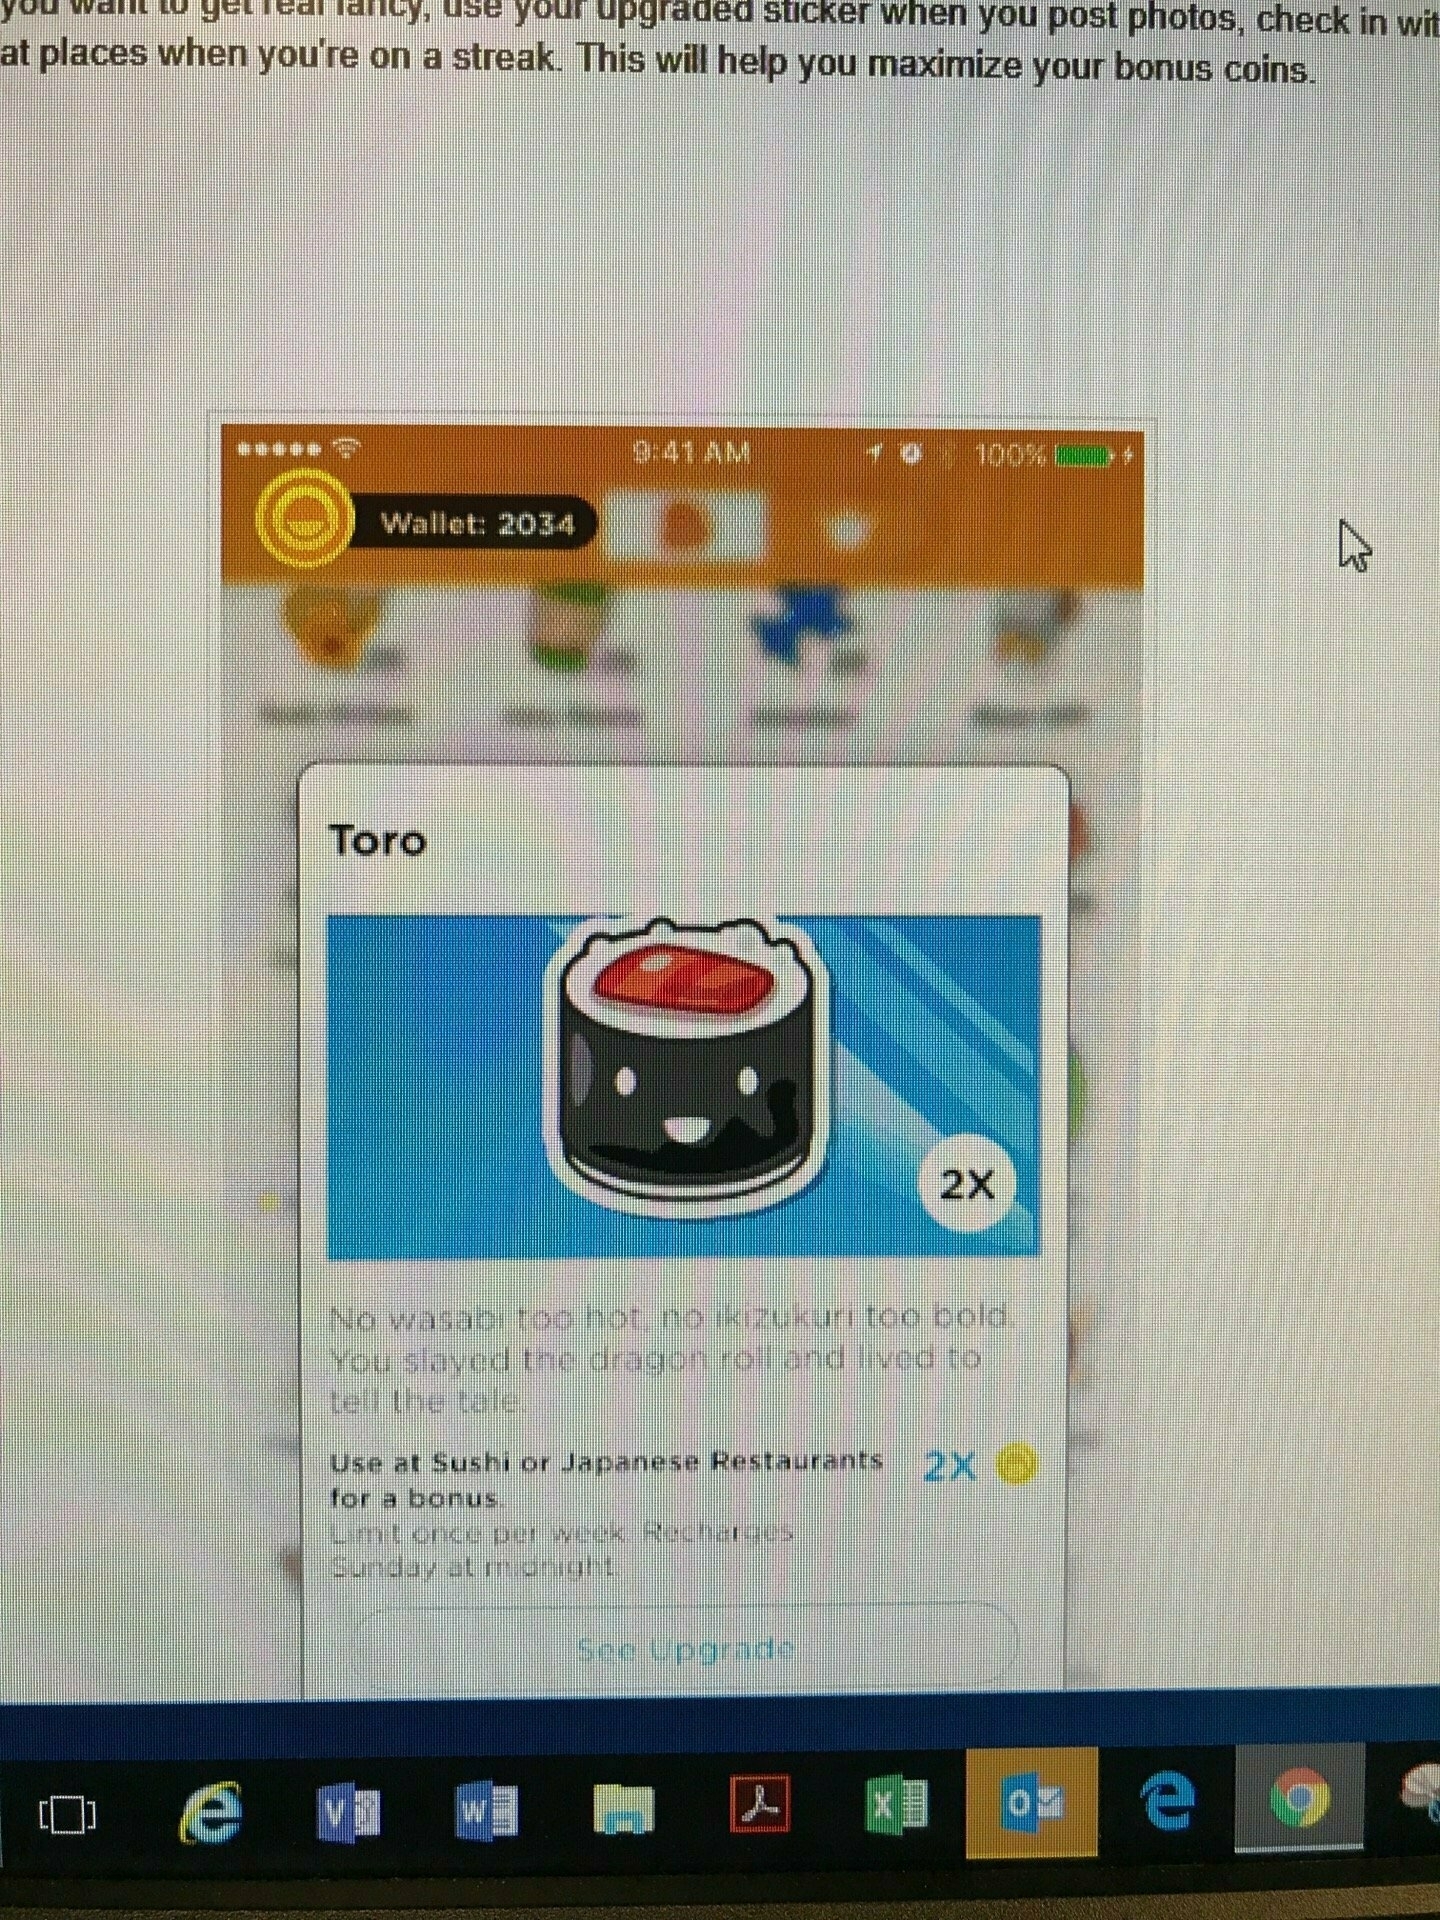 you want to get real fancy, use your upgraded sticker when you post photos, check in wit
at places when you're on a streak. This will help you maximize your bonus coins.
9:41 AM
100%
Wallet: 2034
Toro
2X
No wasabi too hot, no ikizukuri too bold.
You slayed the dragon roll and lived to
tell the tale.
Use at Sushi or Japanese Restaurants
for a bonus.
2X
Limit once per week. Recharges
Sunday at midnight.
See Upgrade